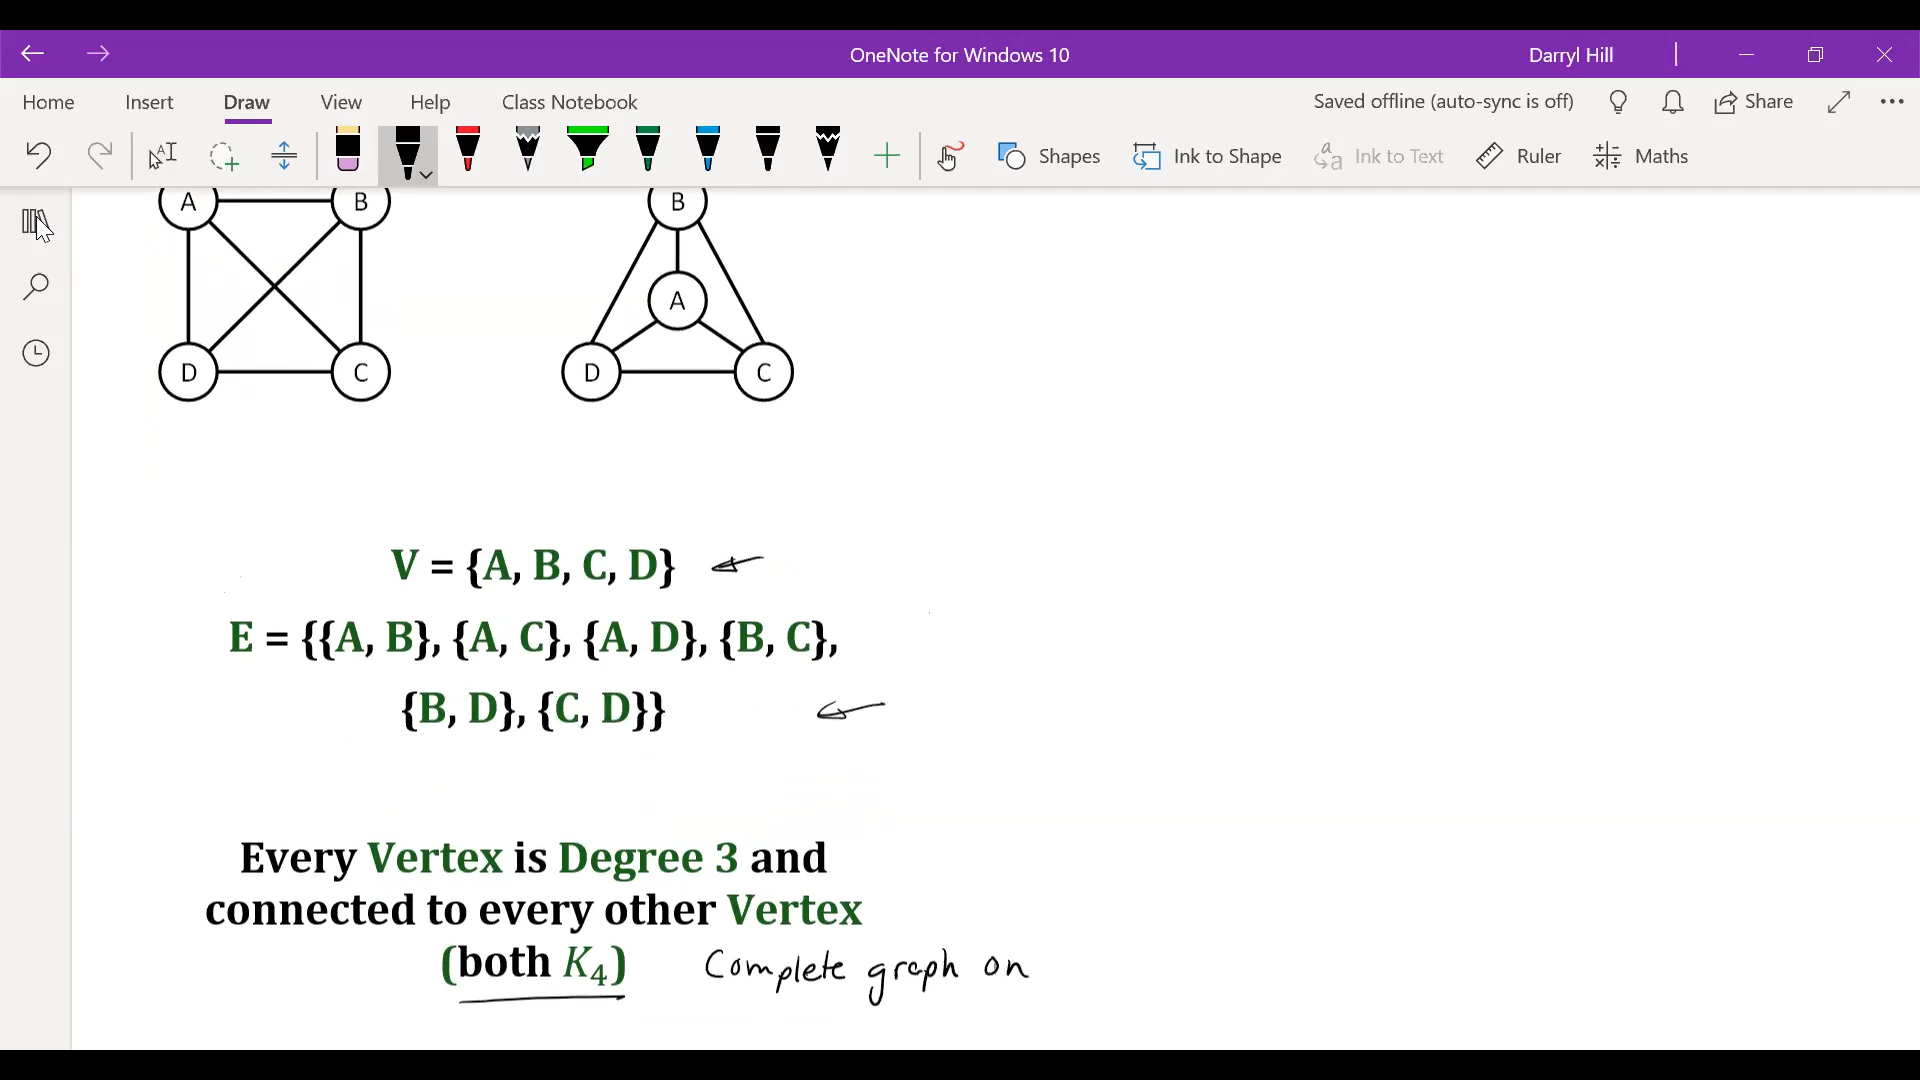 OneNote for Windows 10
Darryl Hill
Home Insert Draw View Help Class Notebook
Saved offline (auto-sync is off) Share
Shapes Ink to Shape Ink to Text Ruler Maths
A B B
A
D C D C
V = {A, B, C, D}
E = {{A, B}, {A, C}, {A, D}, {B, C},
{B, D}, {C, D}}
Every Vertex is Degree 3 and
connected to every other Vertex
(both K₄) Complete graph on